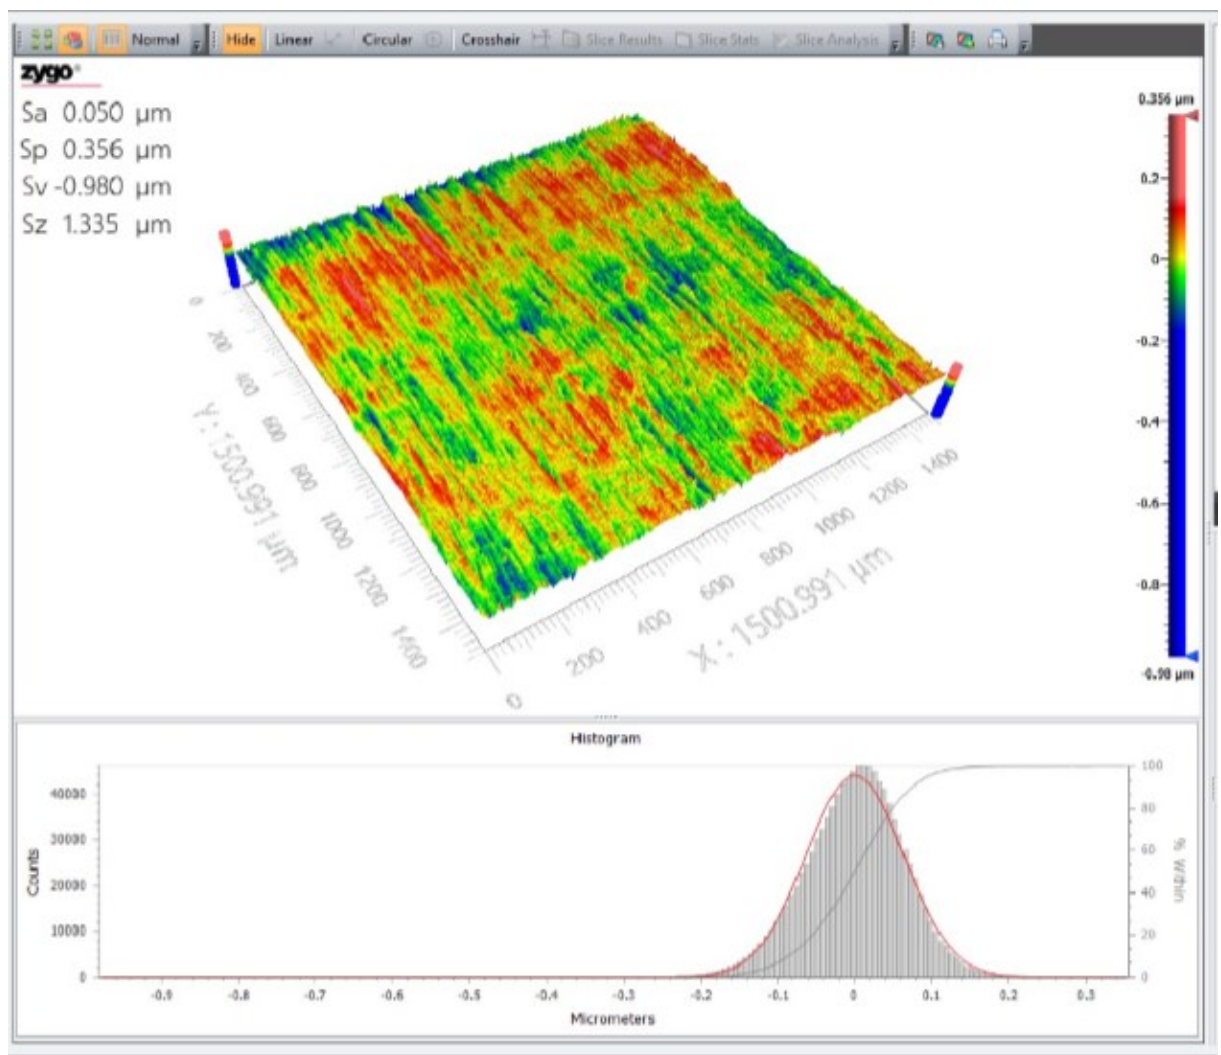 Normal Hide Linear Circular Crosshair Slice Results Slice Stats Slice Analysis
zygo
Sa 0.050 µm
Sp 0.356 µm
Sv -0.980 µm
Sz 1.335 µm
0.356 µm
0.2
0
-0.2
-0.4
-0.6
-0.8
-0.98 µm
0 200 400 600 800 1000 1200 1400
Y: 1500.991 µm
0 200 400 600 800 1000 1200 1400
X: 1500.991 µm
Histogram
Counts
40000
30000
20000
10000
0
100
80
60
40
20
0
% Within
-0.9 -0.8 -0.7 -0.6 -0.5 -0.4 -0.3 -0.2 -0.1 0 0.1 0.2 0.3
Micrometers